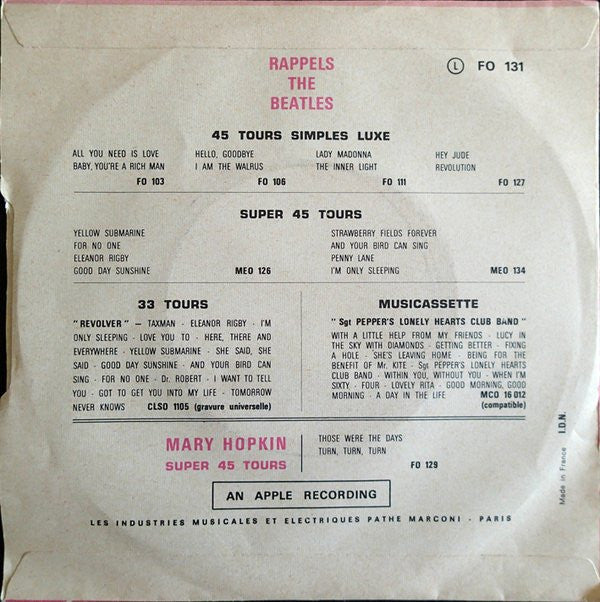 RAPPELS
THE
BEATLES
Ⓛ FO 131
45 TOURS SIMPLES LUXE
ALL YOU NEED IS LOVE
BABY, YOU'RE A RICH MAN
FO 103
HELLO, GOODBYE
I AM THE WALRUS
FO 106
LADY MADONNA
THE INNER LIGHT
FO 111
HEY JUDE
REVOLUTION
FO 127
SUPER 45 TOURS
YELLOW SUBMARINE
FOR NO ONE
ELEANOR RIGBY
GOOD DAY SUNSHINE MEO 126
STRAWBERRY FIELDS FOREVER
AND YOUR BIRD CAN SING
PENNY LANE
I'M ONLY SLEEPING MEO 134
33 TOURS
"REVOLVER" — TAXMAN - ELEANOR RIGBY - I'M
ONLY SLEEPING - LOVE YOU TO - HERE, THERE AND
EVERYWHERE - YELLOW SUBMARINE - SHE SAID, SHE
SAID - GOOD DAY SUNSHINE - AND YOUR BIRD CAN
SING - FOR NO ONE - Dr. ROBERT - I WANT TO TELL
YOU - GOT TO GET YOU INTO MY LIFE - TOMORROW
NEVER KNOWS CLSO 1105 (gravure universelle)
MUSICASSETTE
" Sgt PEPPER'S LONELY HEARTS CLUB BAND "
WITH A LITTLE HELP FROM MY FRIENDS - LUCY IN
THE SKY WITH DIAMONDS - GETTING BETTER - FIXING
A HOLE - SHE'S LEAVING HOME - BEING FOR THE
BENEFIT OF Mr. KITE - Sgt PEPPER'S LONELY HEARTS
CLUB BAND - WITHIN YOU, WITHOUT YOU - WHEN I'M
SIXTY - FOUR - LOVELY RITA - GOOD MORNING, GOOD
MORNING - A DAY IN THE LIFE MCO 16 012
(compatible)
MARY HOPKIN
SUPER 45 TOURS
THOSE WERE THE DAYS
TURN, TURN, TURN
FO 129
AN APPLE RECORDING
LES INDUSTRIES MUSICALES ET ELECTRIQUES PATHE MARCONI - PARIS
Made in France I.D.N.